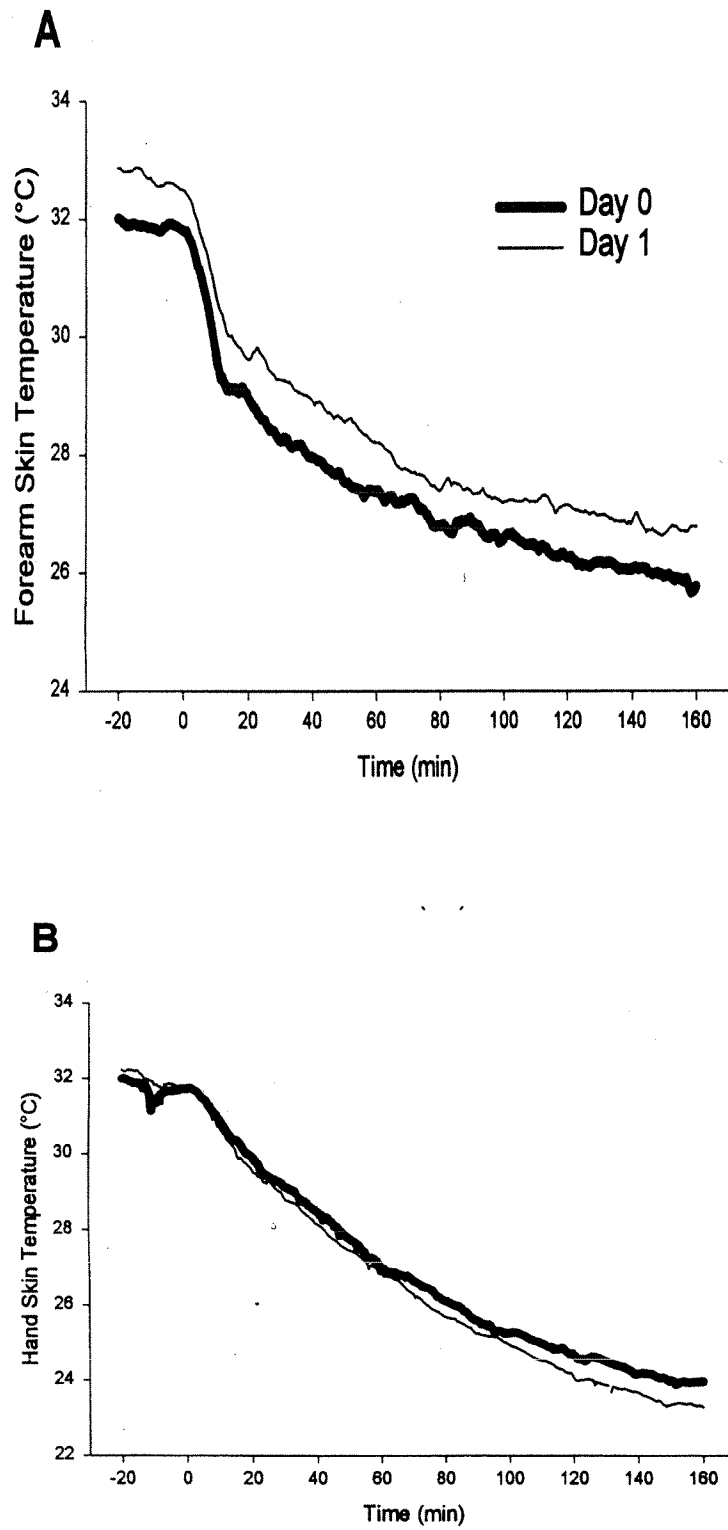 A
34
32
30
28
26
24
Forearm Skin Temperature (°C)
Day 0
Day 1
-20 0 20 40 60 80 100 120 140 160
Time (min)
B
34
32
30
28
26
24
22
Hand Skin Temperature (°C)
-20 0 20 40 60 80 100 120 140 160
Time (min)